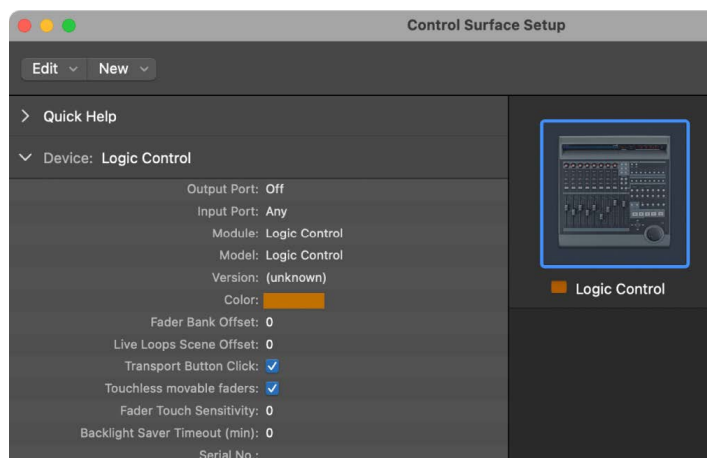 Control Surface Setup
Edit New
Quick Help
Device: Logic Control
Output Port: Off
Input Port: Any
Module: Logic Control
Model: Logic Control
Version: (unknown)
Color:
Fader Bank Offset: 0
Live Loops Scene Offset: 0
Transport Button Click:
Touchless movable faders:
Fader Touch Sensitivity: 0
Backlight Saver Timeout (min): 0
Serial No.:
Logic Control